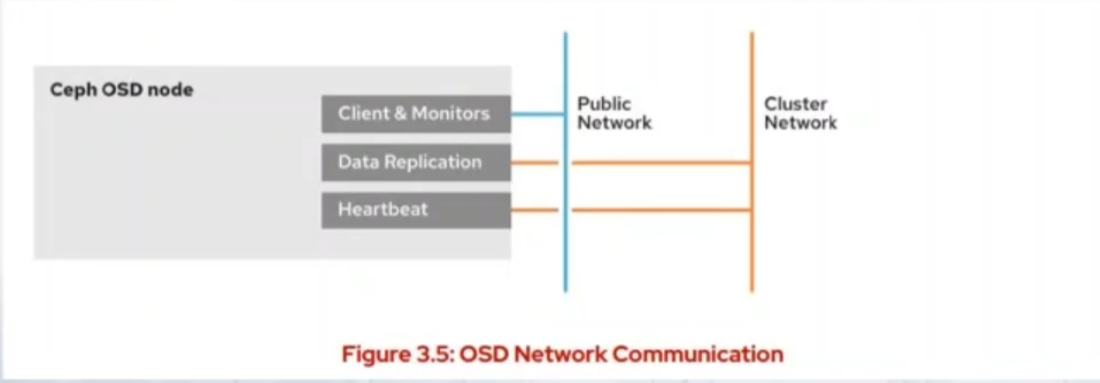 Ceph OSD node
Client & Monitors
Data Replication
Heartbeat
Public
Network
Cluster
Network
Figure 3.5: OSD Network Communication